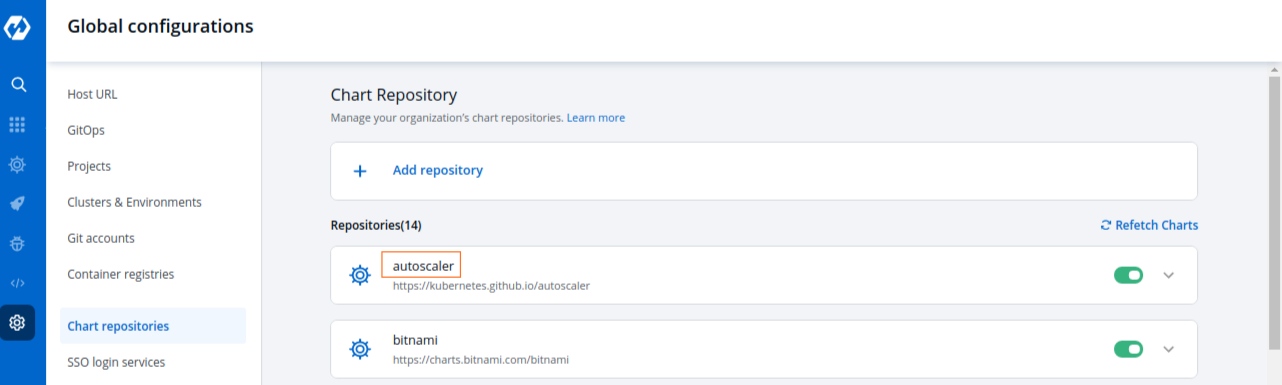 Global configurations
Host URL
GitOps
Projects
Clusters & Environments
Git accounts
Container registries
Chart repositories
SSO login services
Chart Repository
Manage your organization's chart repositories. Learn more
Add repository
Repositories(14)
Refetch Charts
autoscaler
https://kubernetes.github.io/autoscaler
bitnami
https://charts.bitnami.com/bitnami